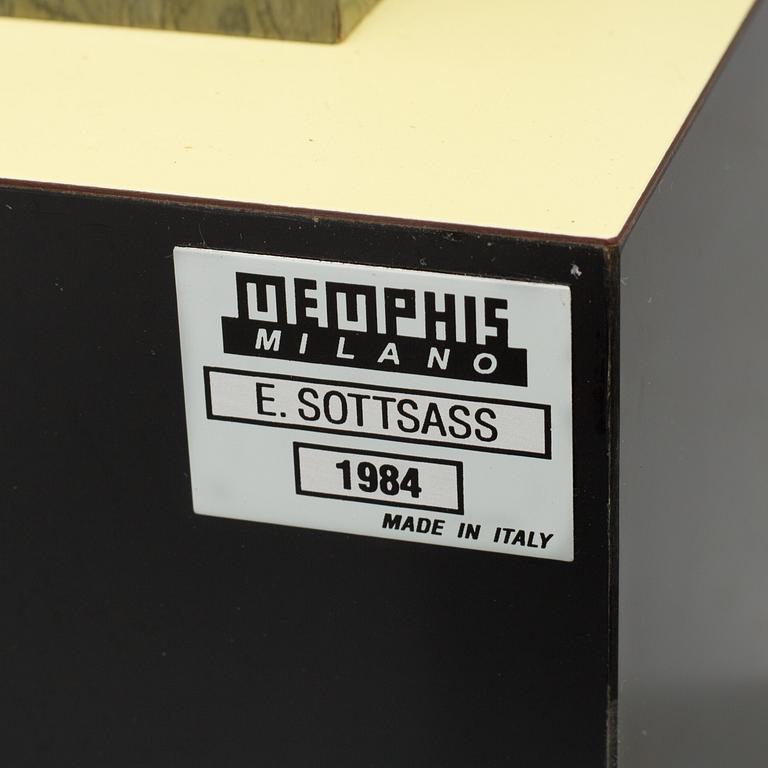 MEMPHIS
MILANO
E. SOTTSASS
1984
MADE IN ITALY